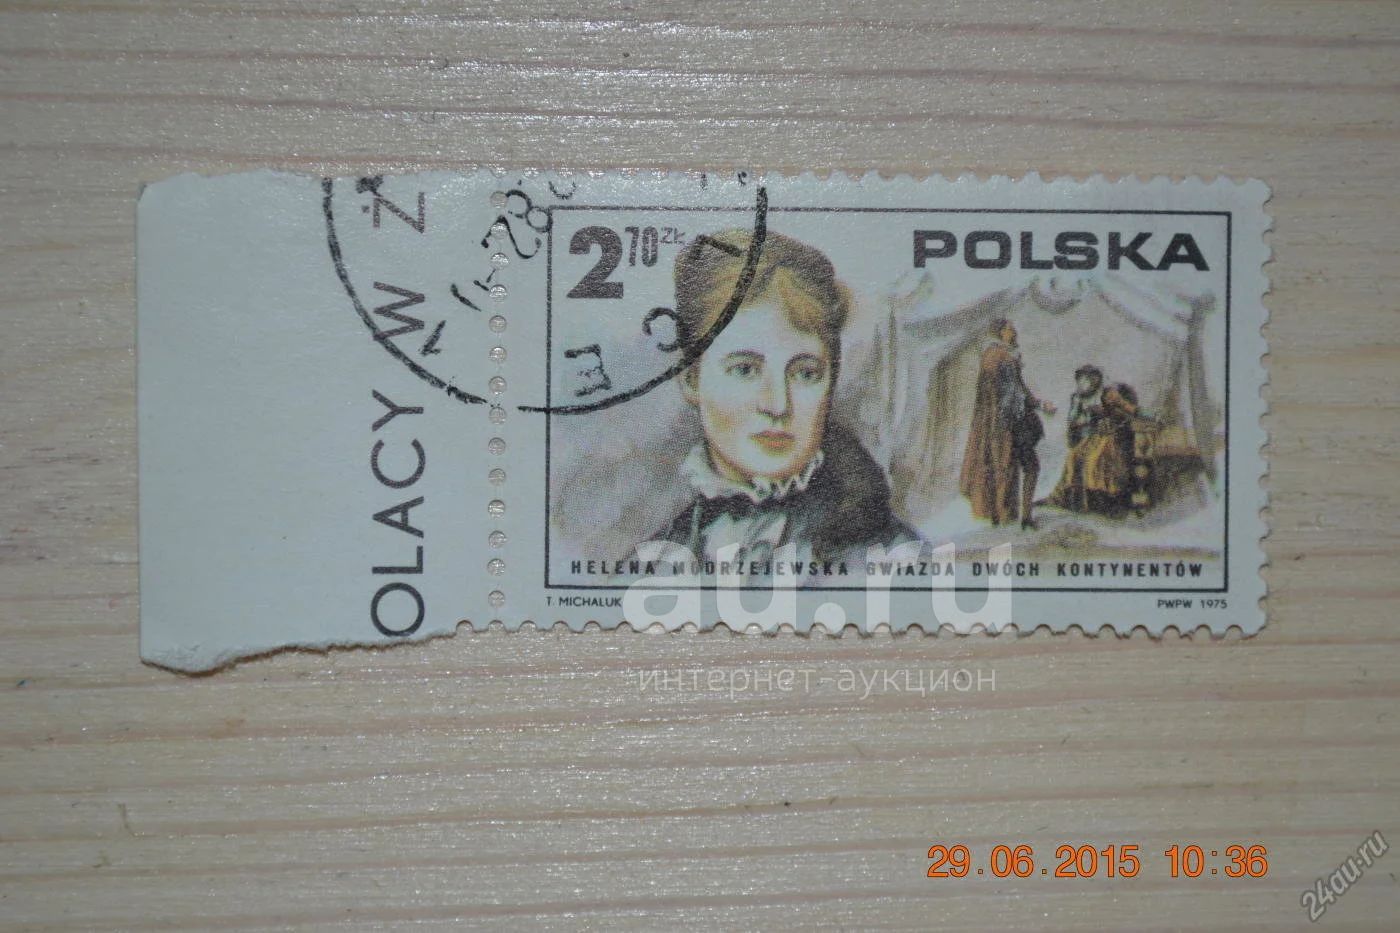 OLACY W Ż
2 70 ZŁ
POLSKA
HELENA MODRZEJEWSKA GWIAZDA DWÓCH KONTYNENTÓW
T. MICHALUK
PWPW 1975
au.ru
интернет-аукцион
29.06.2015 10:36
24au.ru